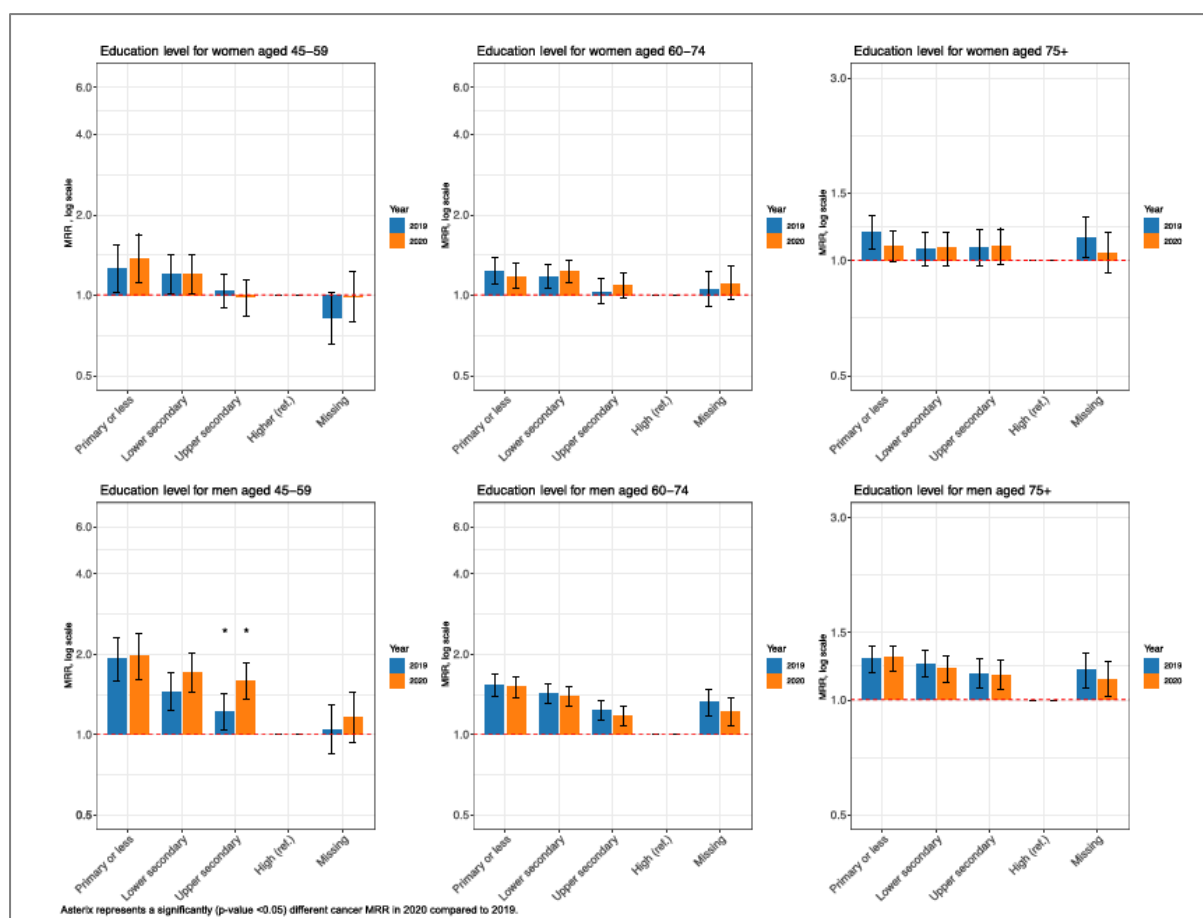 Education level for women aged 45–59
MRR , log scale
6.0
4.0
2.0
1.0
0.5
Primary or less
Lower secondary
Upper secondary
Higher (ref.)
Missing
Year
2019
2020
Education level for women aged 60–74
MRR, log scale
6.0
4.0
2.0
1.0
0.5
Primary or less
Lower secondary
Upper secondary
High (ref.)
Missing
Year
2019
2020
Education level for women aged 75+
MRR, log scale
3.0
1.5
1.0
0.5
Primary or less
Lower secondary
Upper secondary
High (ref.)
Missing
Year
2019
2020
Education level for men aged 45–59
MRR, log scale
6.0
4.0
2.0
1.0
0.5
* *
Primary or less
Lower secondary
Upper secondary
High (ref.)
Missing
Year
2019
2020
Education level for men aged 60–74
MRR, log scale
6.0
4.0
2.0
1.0
0.5
Primary or less
Lower secondary
Upper secondary
High (ref.)
Missing
Year
2019
2020
Education level for men aged 75+
MRR, log scale
3.0
1.5
1.0
0.5
Primary or less
Lower secondary
Upper secondary
High (ref.)
Missing
Year
2019
2020
Asterix represents a significantly (p-value <0.05) different cancer MRR in 2020 compared to 2019.